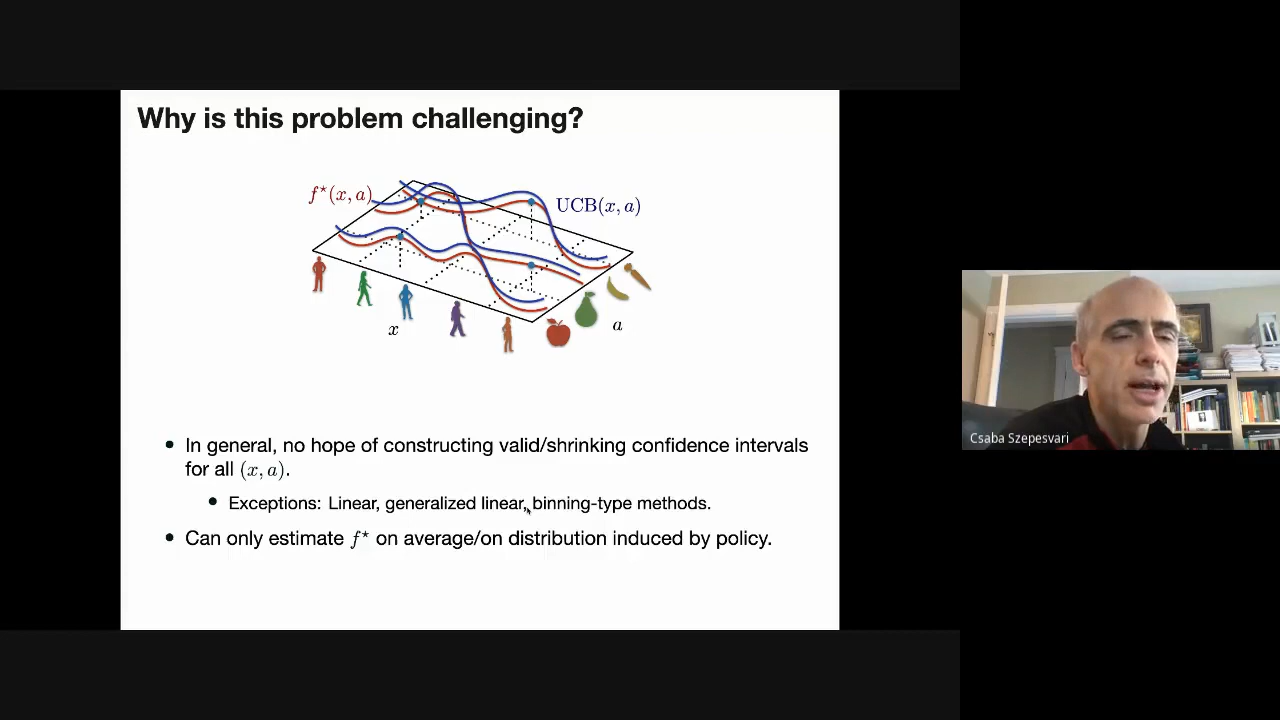 Why is this problem challenging?
f*(x, a)
UCB(x, a)
x
a
• In general, no hope of constructing valid/shrinking confidence intervals
for all (x, a).
• Exceptions: Linear, generalized linear, binning-type methods.
• Can only estimate f* on average/on distribution induced by policy.
Csaba Szepesvari